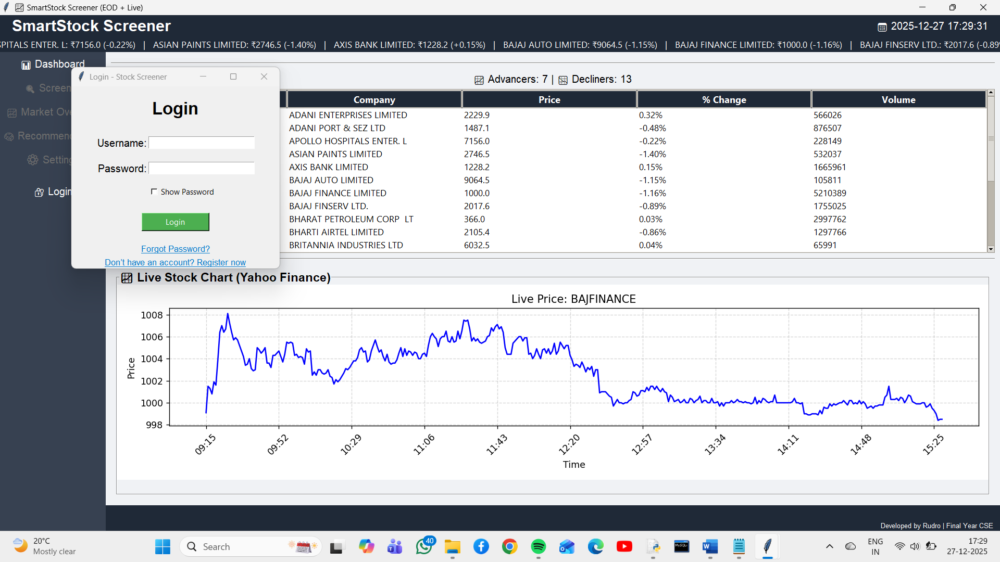 SmartStock Screener (EOD + Live)
SmartStock Screener
2025-12-27 17:29:31
SPITALS ENTER. L: ₹7156.0 (-0.22%) | ASIAN PAINTS LIMITED: ₹2746.5 (-1.40%) | AXIS BANK LIMITED: ₹1228.2 (+0.15%) | BAJAJ AUTO LIMITED: ₹9064.5 (-1.15%) | BAJAJ FINANCE LIMITED: ₹1000.0 (-1.16%) | BAJAJ FINSERV LTD.: ₹2017.6 (-0.89
Dashboard
Screen
Market Ove
Recommend
Setting
Login
Login - Stock Screener
Login
Username:
Password:
Show Password
Login
Forgot Password?
Don't have an account? Register now
Advancers: 7 | Decliners: 13
Company Price % Change Volume
ADANI ENTERPRISES LIMITED 2229.9 0.32% 566026
ADANI PORT & SEZ LTD 1487.1 -0.48% 876507
APOLLO HOSPITALS ENTER. L 7156.0 -0.22% 228149
ASIAN PAINTS LIMITED 2746.5 -1.40% 532037
AXIS BANK LIMITED 1228.2 0.15% 1665961
BAJAJ AUTO LIMITED 9064.5 -1.15% 105811
BAJAJ FINANCE LIMITED 1000.0 -1.16% 5210389
BAJAJ FINSERV LTD. 2017.6 -0.89% 1755025
BHARAT PETROLEUM CORP LT 366.0 0.03% 2997762
BHARTI AIRTEL LIMITED 2105.4 -0.86% 1297766
BRITANNIA INDUSTRIES LTD 6032.5 0.04% 65991
Live Stock Chart (Yahoo Finance)
Live Price: BAJFINANCE
Price
1008
1006
1004
1002
1000
998
09:15 09:52 10:29 11:06 11:43 12:20 12:57 13:34 14:11 14:48 15:25
Time
Developed by Rudro | Final Year CSE
20°C
Mostly clear
Search
40
MySQL
ENG
IN
17:29
27-12-2025